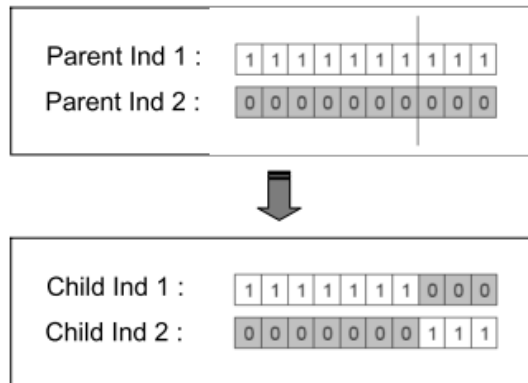 Parent Ind 1 : 1 1 1 1 1 1 1 1 1 1
Parent Ind 2 : 0 0 0 0 0 0 0 0 0 0
Child Ind 1 : 1 1 1 1 1 1 1 0 0 0
Child Ind 2 : 0 0 0 0 0 0 0 1 1 1